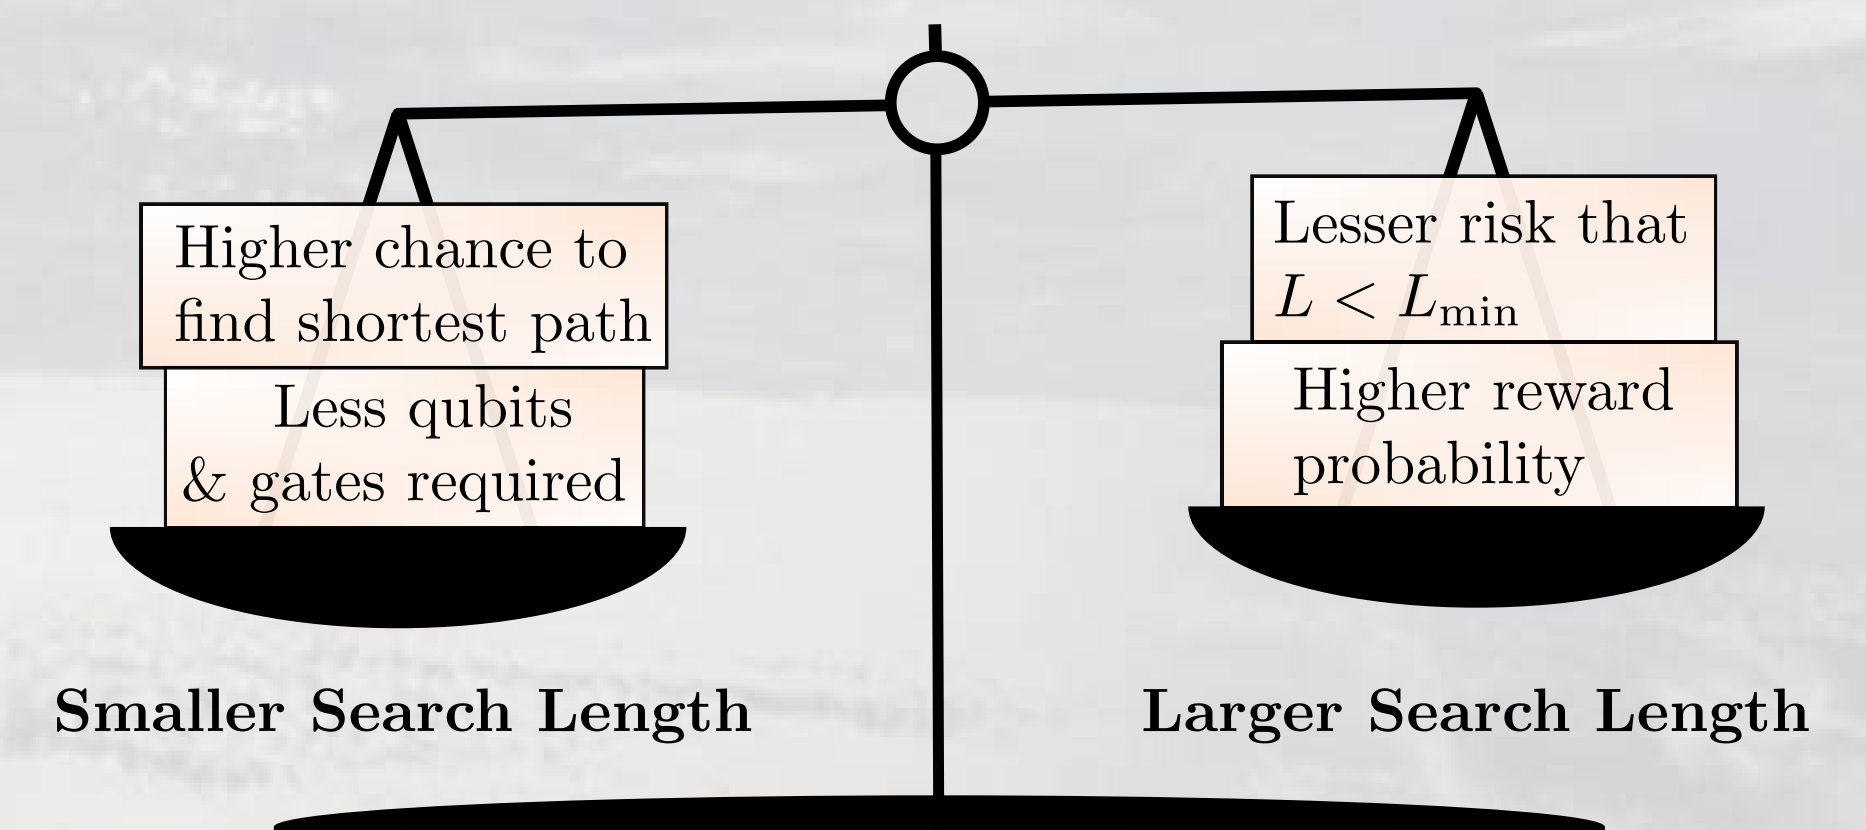 Higher chance to
find shortest path
Less qubits
& gates required
Smaller Search Length
Lesser risk that
L < L_min
Higher reward
probability
Larger Search Length